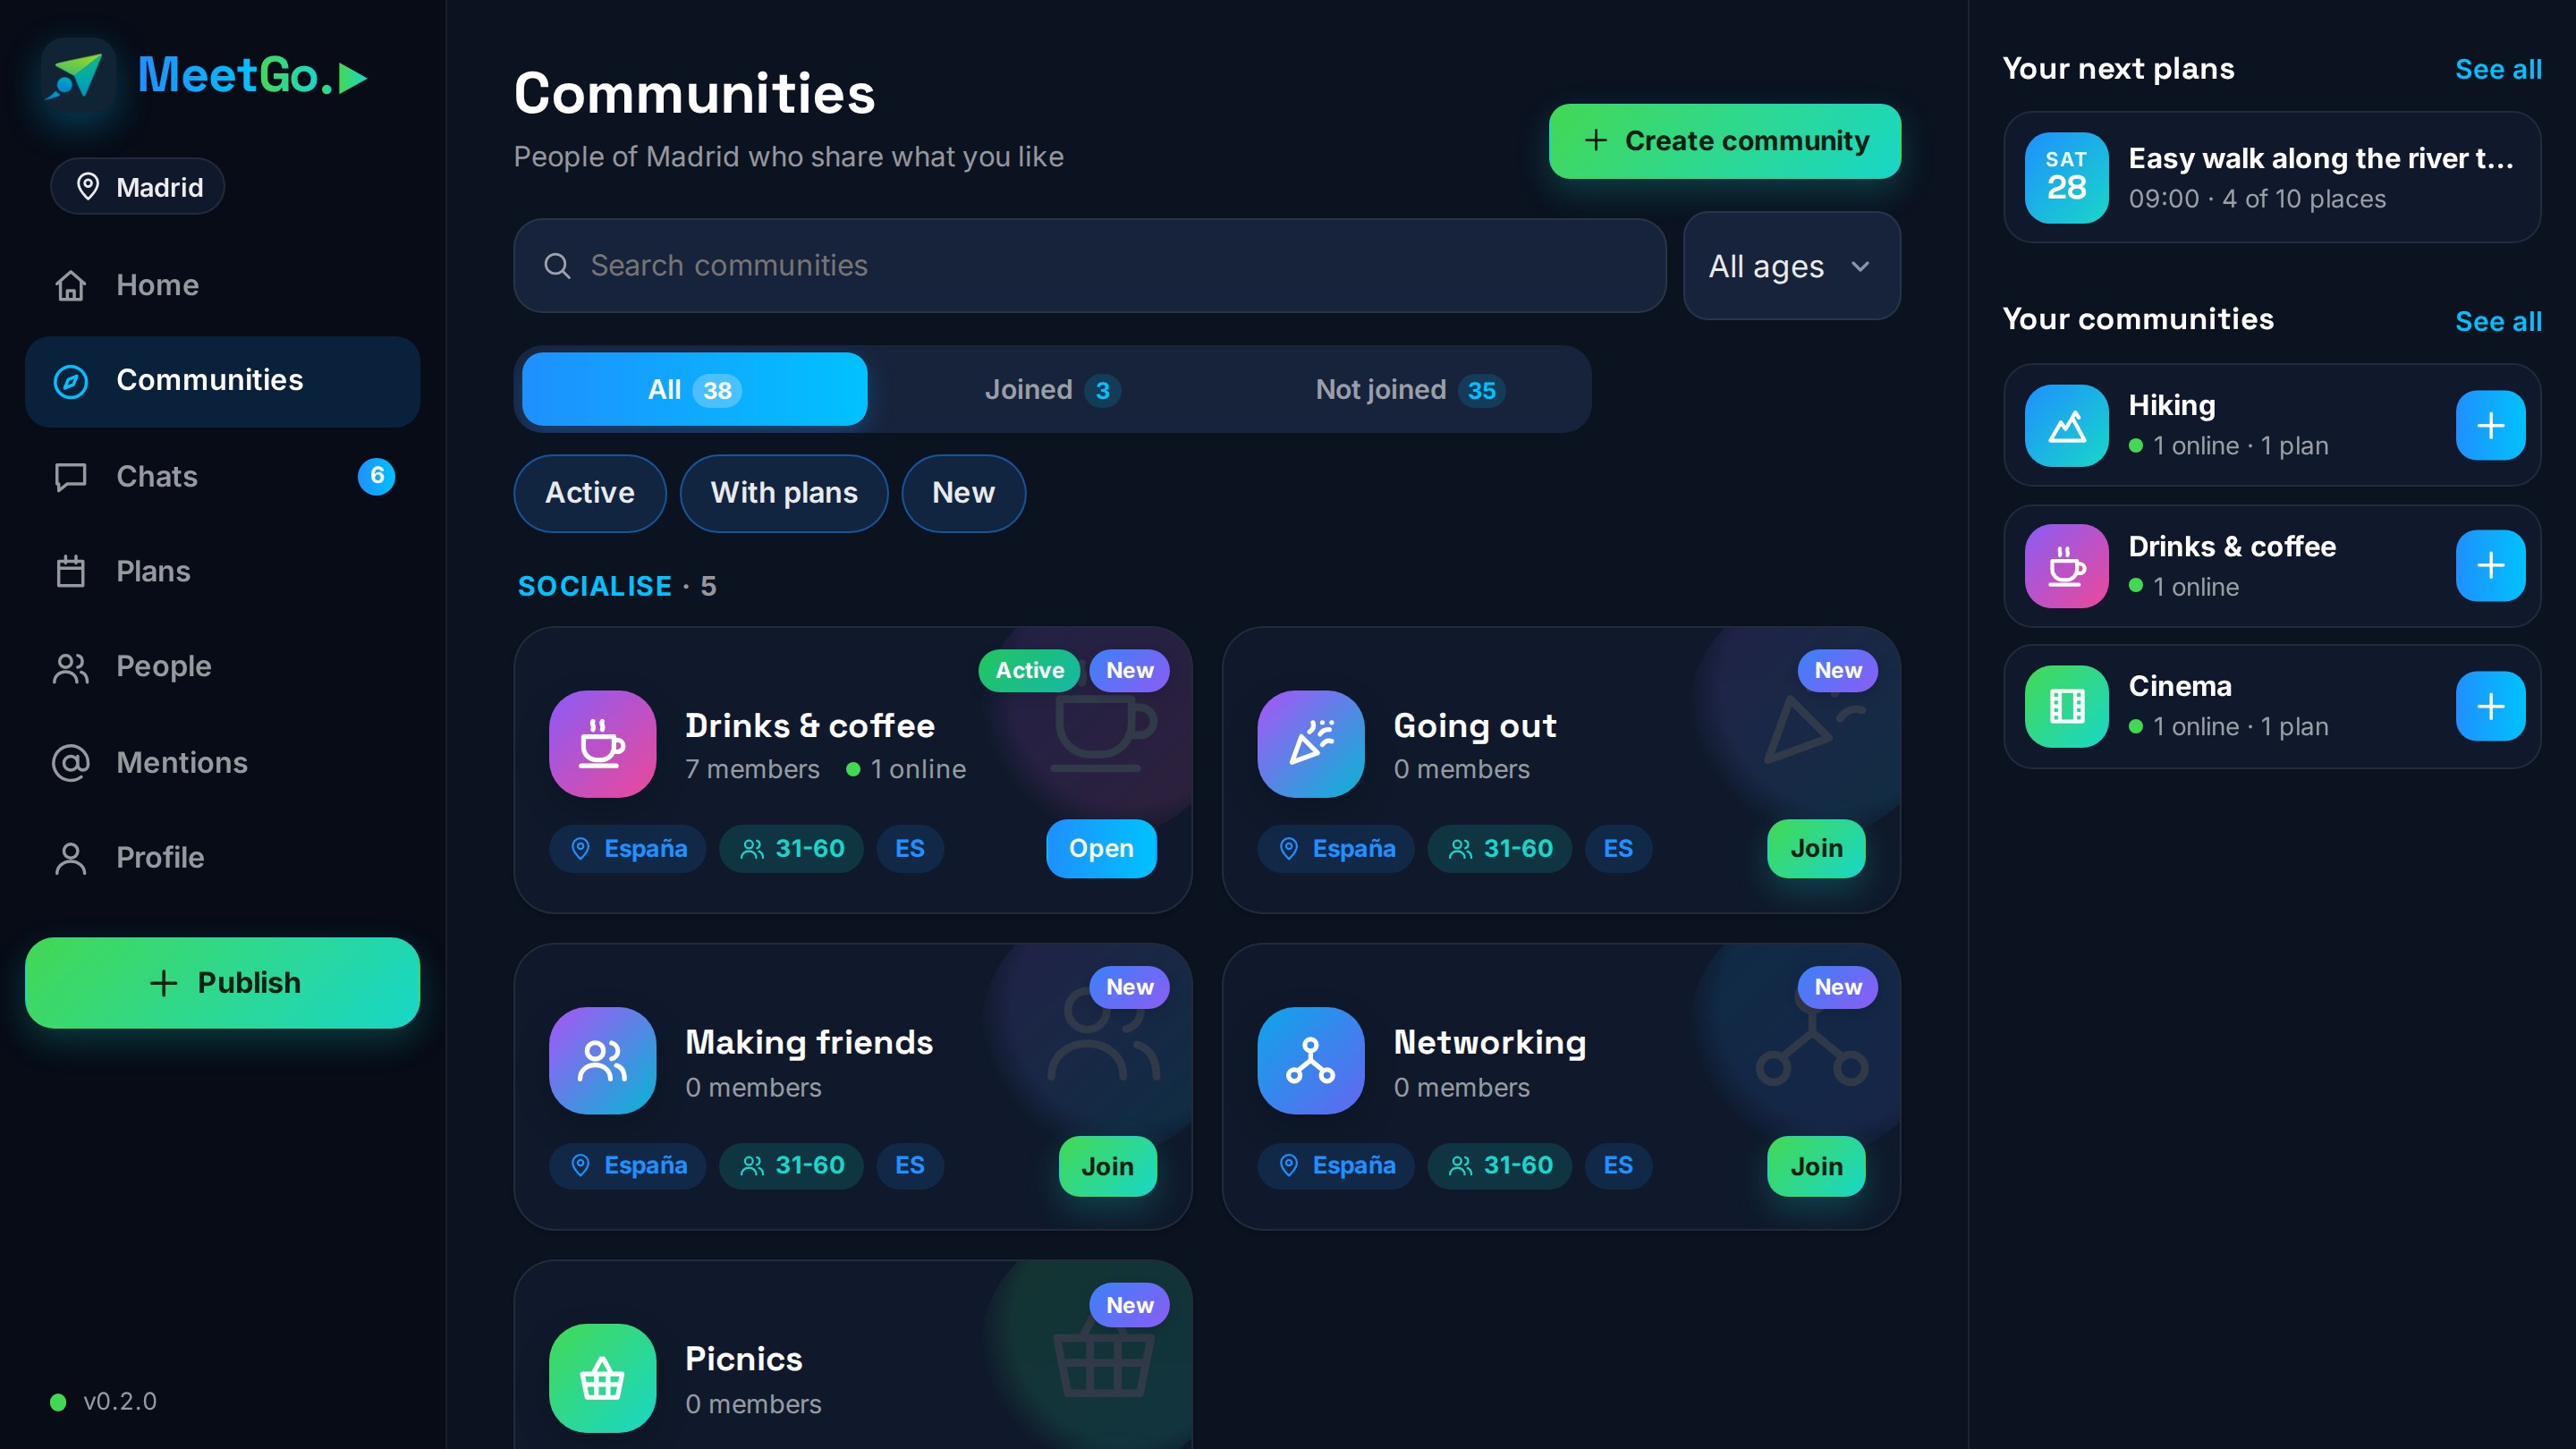 MeetGo.
Madrid
Home
Communities
Chats 6
Plans
People
Mentions
Profile
+ Publish
v0.2.0
Communities
People of Madrid who share what you like
+ Create community
Search communities
All ages
All 38
Joined 3
Not joined 35
Active
With plans
New
SOCIALISE · 5
Active New
Drinks & coffee
7 members 1 online
España 31-60 ES Open
New
Going out
0 members
España 31-60 ES Join
New
Making friends
0 members
España 31-60 ES Join
New
Networking
0 members
España 31-60 ES Join
New
Picnics
0 members
Your next plans See all
SAT
28
Easy walk along the river t...
09:00 · 4 of 10 places
Your communities See all
Hiking
1 online · 1 plan
Drinks & coffee
1 online
Cinema
1 online · 1 plan